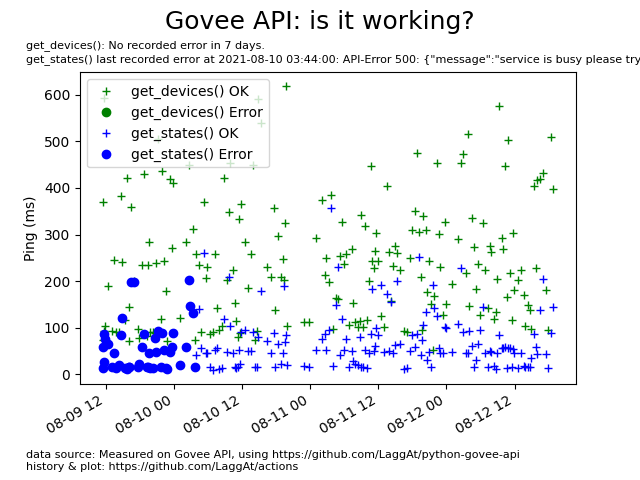 Govee API: is it working?
get_devices(): No recorded error in 7 days.
get_states() last recorded error at 2021-08-10 03:44:00: API-Error 500: {"message":"service is busy please try
600
500
400
300
200
100
0
Ping (ms)
get_devices() OK
get_devices() Error
get_states() OK
get_states() Error
08-09 12
08-10 00
08-10 12
08-11 00
08-11 12
08-12 00
08-12 12
data source: Measured on Govee API, using https://github.com/LaggAt/python-govee-api
history & plot: https://github.com/LaggAt/actions